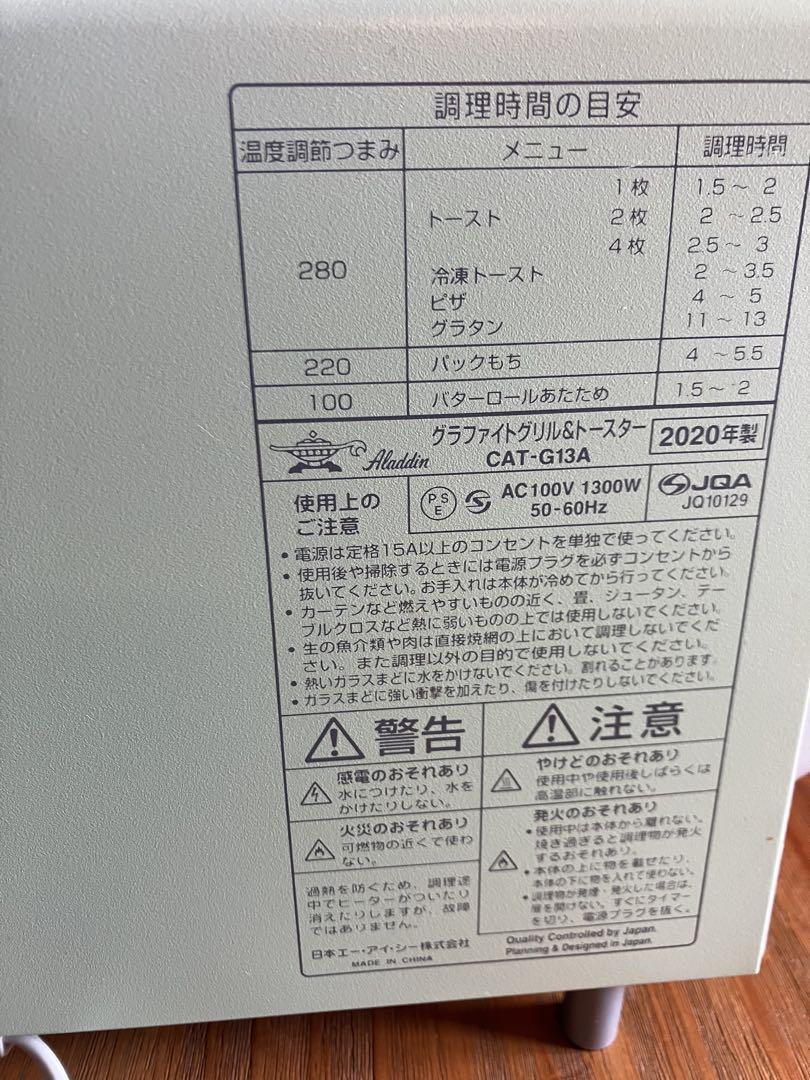 調理時間の目安
温度調節つまみ メニュー 調理時間
280 トースト 1枚 1.5～ 2
2枚 2 ～2.5
4枚 2.5～ 3
冷凍トースト 2 ～3.5
ピザ 4 ～ 5
グラタン 11～13
220 パックもち 4 ～5.5
100 バターロールあたため 1.5～ 2
Aladdin グラファイトグリル&トースター 2020年製
CAT-G13A
使用上の
ご注意
PSE AC100V 1300W
50-60Hz
JQA
JQ10129
・電源は定格15A以上のコンセントを単独で使ってください。
・使用後や掃除するときには電源プラグを必ずコンセントから
抜いてください。お手入れは本体が冷めてから行ってください。
・カーテンなど燃えやすいものの近く、畳、ジュータン、テー
ブルクロスなど熱に弱いものの上では使用しないでください。
・生の魚介類や肉は直接焼網の上において調理しないでくだ
さい。また調理以外の目的で使用しないでください。
・熱いガラスまどに水をかけないでください。割れることがあります。
・ガラスまどに強い衝撃を加えたり、傷を付けたりしないでください。
警告
感電のおそれあり
水につけたり、水を
かけたりしない。
火災のおそれあり
可燃物の近くで使わ
ない。
過熱を防ぐため、調理途
中でヒーターがついたり
消えたりしますが、故障
ではありません。
日本エー・アイ・シー株式会社
MADE IN CHINA
注意
やけどのおそれあり
使用中や使用後しばらくは
高温部に触れない。
発火のおそれあり
・使用中は本体から離れない。
焼き過ぎると調理物が発火
するおそれあり。
・本体の上に物を載せたり、
本体の下に物を入れて使わない。
・調理物が発煙・発火した場合は、
扉を開けない。すぐにタイマー
を切り、電源プラグを抜く。
Quality Controlled by Japan.
Planning & Designed in Japan.